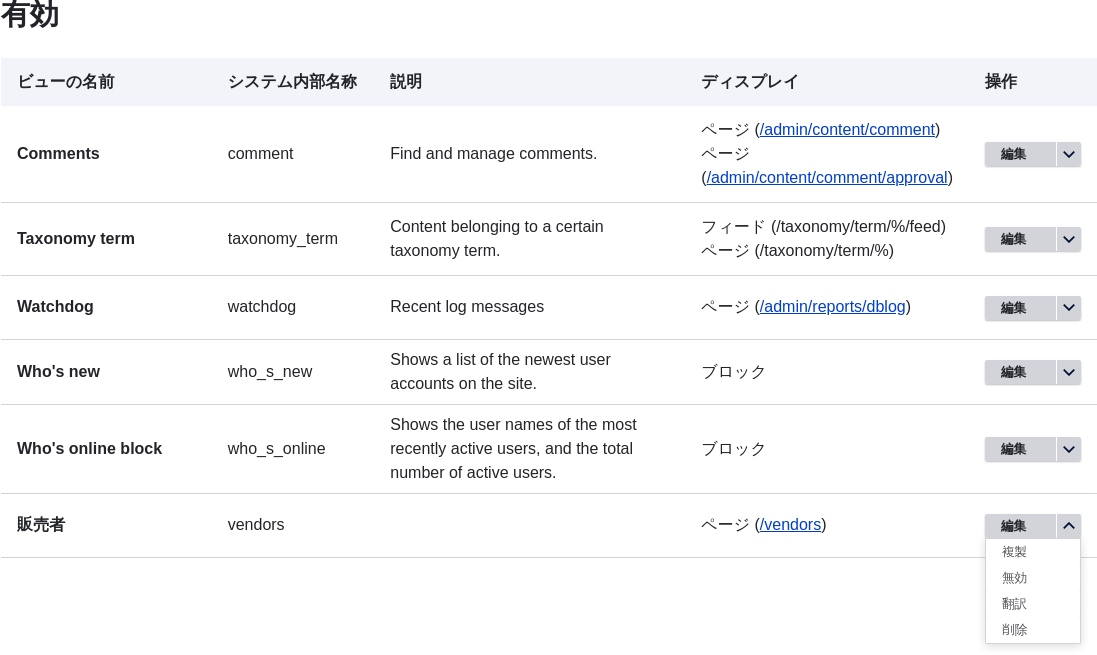 有効
ビューの名前 システム内部名称 説明 ディスプレイ 操作
Comments comment Find and manage comments. ページ (/admin/content/comment)
ページ
(/admin/content/comment/approval) 編集
Taxonomy term taxonomy_term Content belonging to a certain
taxonomy term. フィード (/taxonomy/term/%/feed)
ページ (/taxonomy/term/%) 編集
Watchdog watchdog Recent log messages ページ (/admin/reports/dblog) 編集
Who's new who_s_new Shows a list of the newest user
accounts on the site. ブロック 編集
Who's online block who_s_online Shows the user names of the most
recently active users, and the total
number of active users. ブロック 編集
販売者 vendors ページ (/vendors) 編集
複製
無効
翻訳
削除